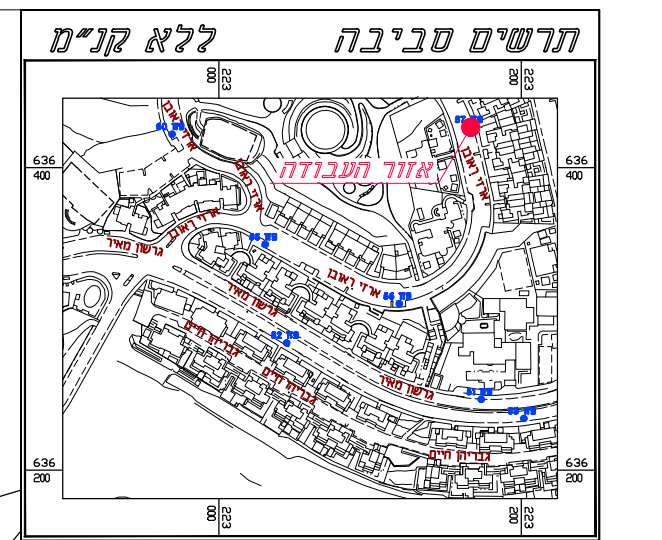 תרשים סביבה
ללא קנ"מ
223
000
223
200
636
400
636
400
אזור העבודה
ארזי ראובן
ארזי ראובן
ארזי ראובן
ארזי ראובן
ארזי ראובן
גרשון מאיר
גרשון מאיר
גרשון מאיר
גבריהו חיים
גבריהו חיים
גבריהו חיים
636
200
636
200
223
000
223
200